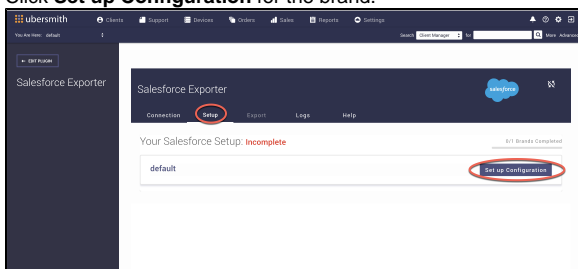 Click Set up Configuration for the brand.
ubersmith Clients Support Devices Orders Sales Reports Settings
You Are Here: default Search Client Manager for More Advanced
← EXIT PLUGIN
Salesforce Exporter
Salesforce Exporter salesforce
Connection Setup Export Logs Help
Your Salesforce Setup: Incomplete 0/1 Brands Completed
default Set up Configuration